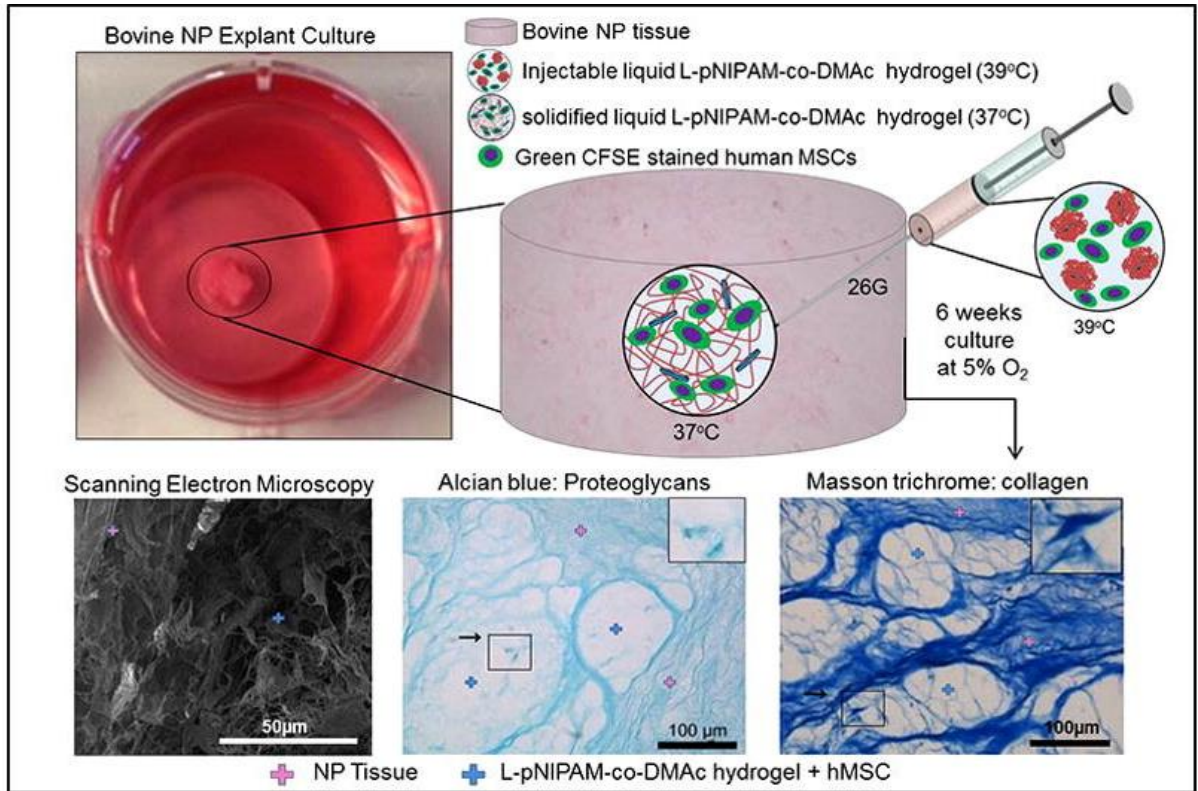 Bovine NP Explant Culture
Bovine NP tissue
Injectable liquid L-pNIPAM-co-DMAc hydrogel (39°C)
solidified liquid L-pNIPAM-co-DMAc hydrogel (37°C)
Green CFSE stained human MSCs
26G
39°C
6 weeks
culture
at 5% O₂
37°C
Scanning Electron Microscopy
Alcian blue: Proteoglycans
Masson trichrome: collagen
50µm
100 µm
100µm
NP Tissue
L-pNIPAM-co-DMAc hydrogel + hMSC